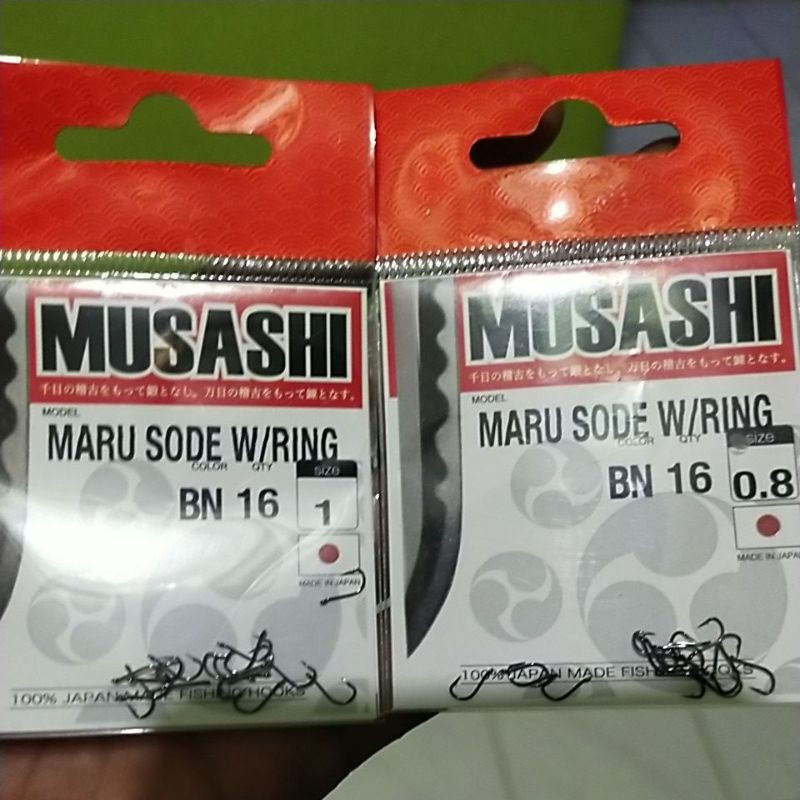 MUSASHI
千日の稽古をもって鍛となし。万日の稽古をもって錬となす。
MODEL
MARU SODE W/RING
COLOR QTY
BN 16
size
1
MADE IN JAPAN
100% JAPAN MADE FISHING HOOKS
MUSASHI
千日の稽古をもって鍛となし。万日の稽古をもって錬となす。
MODEL
MARU SODE W/RING
COLOR QTY
BN 16
size
0.8
MADE IN JAPAN
100% JAPAN MADE FISHING HOOKS